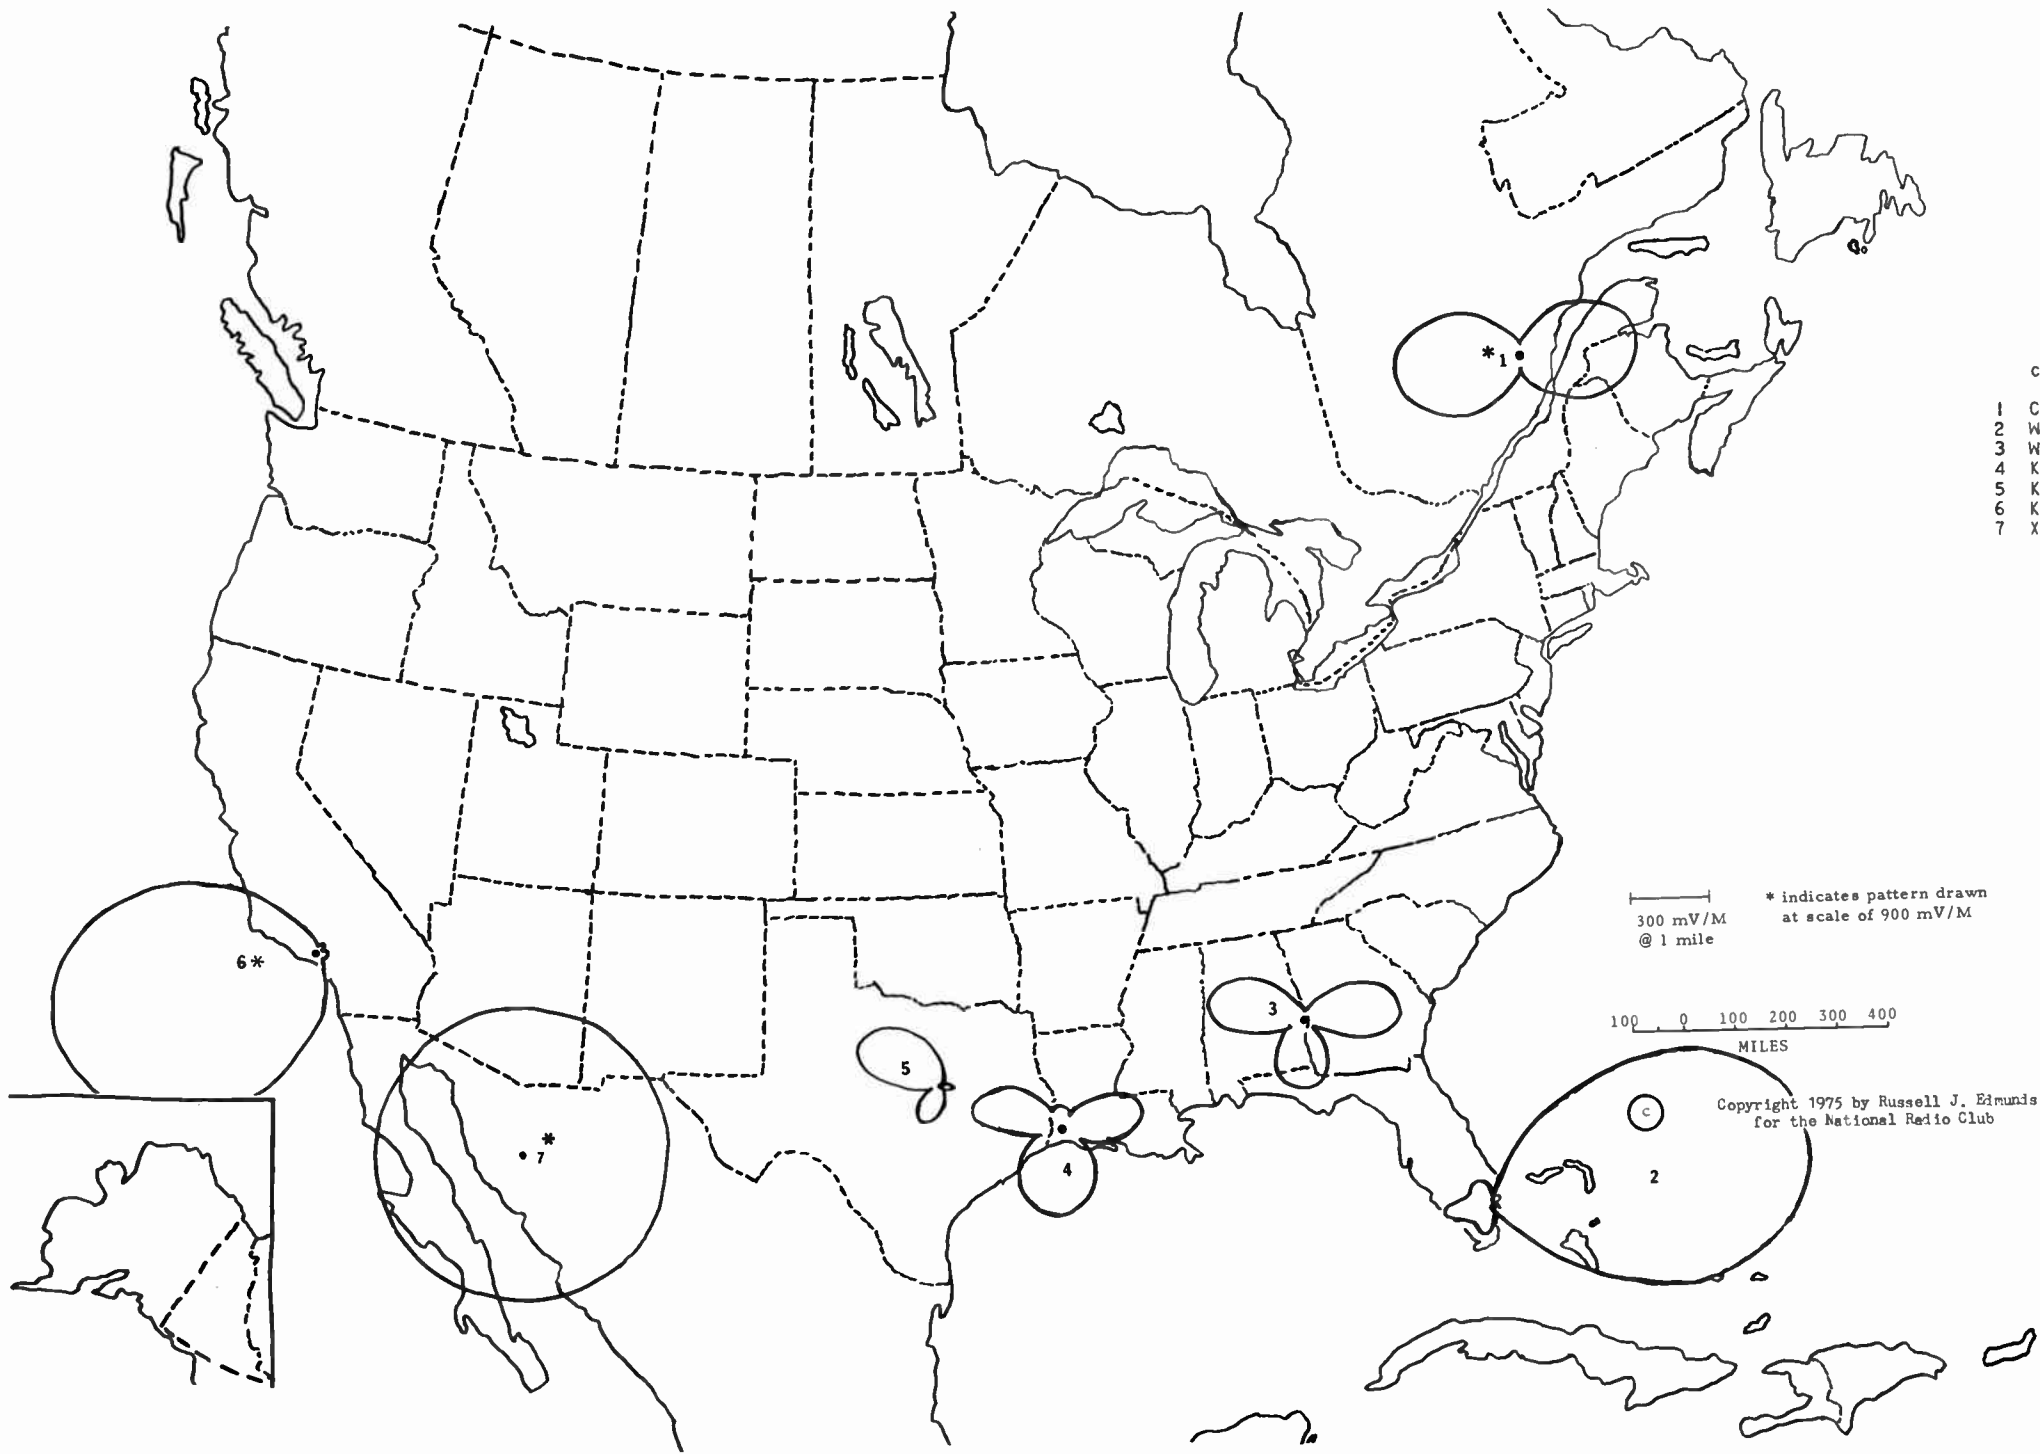 *1
C
1 C
2 W
3 W
4 K
5 K
6 K
7 X
300 mV/M
@ 1 mile
* indicates pattern drawn
at scale of 900 mV/M
6*
3
100 0 100 200 300 400
MILES
5
C
Copyright 1975 by Russell J. Edmunds
for the National Radio Club
*
7
4
2